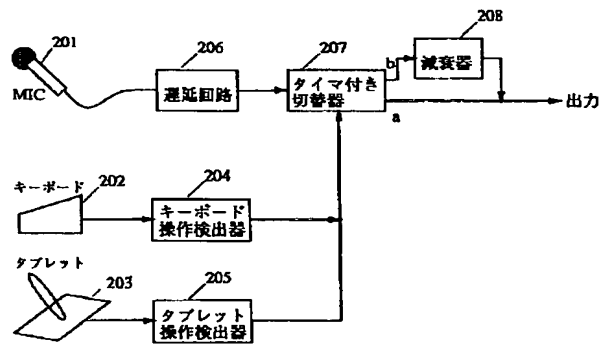 201
MIC
206
遅延回路
207
タイマ付き
切替器
b
a
208
減衰器
出力
キーボード
202
204
キーボード
操作検出器
タブレット
203
205
タブレット
操作検出器